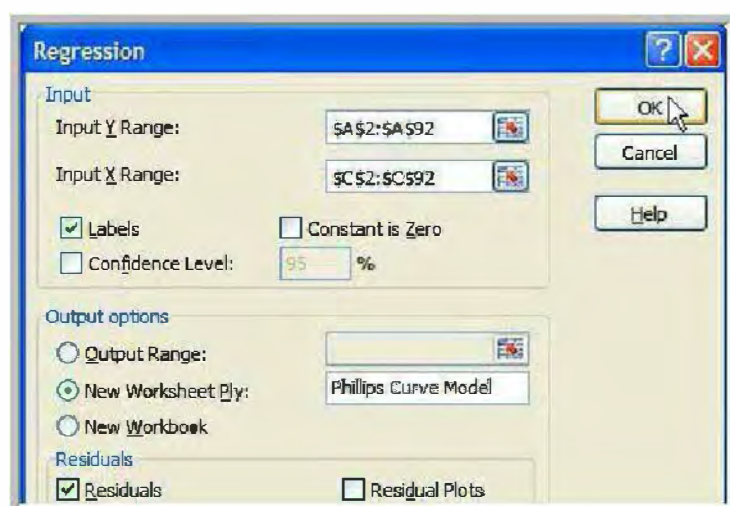 Regression
Input
Input Y Range: $A$2:$A$92
OK
Input X Range: $C$2:$C$92
Cancel
Labels Constant is Zero
Help
Confidence Level: 95 %
Output options
Output Range:
New Worksheet Ply: Phillips Curve Model
New Workbook
Residuals
Residuals Residual Plots